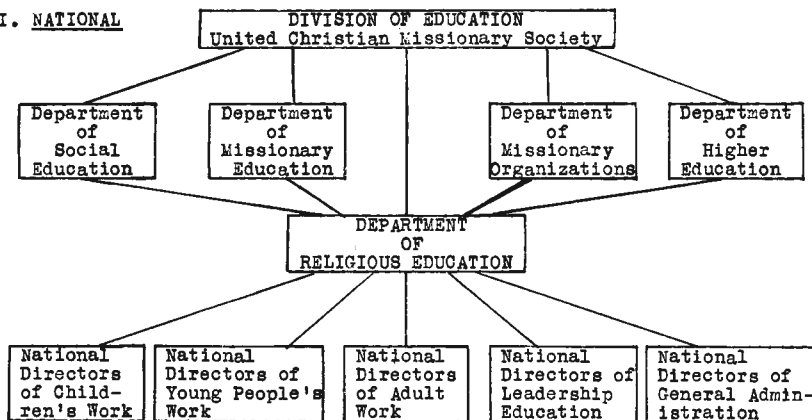 I. NATIONAL
DIVISION OF EDUCATION
United Christian Missionary Society
Department
of
Social
Education
Department
of
Missionary
Education
Department
of
Missionary
Organizations
Department
of
Higher
Education
DEPARTMENT
OF
RELIGIOUS EDUCATION
National
Directors
of Child-
ren's Work
National
Directors of
Young People's
Work
National
Directors
of Adult
Work
National
Directors of
Leadership
Education
National
Directors of
General Admin-
istration